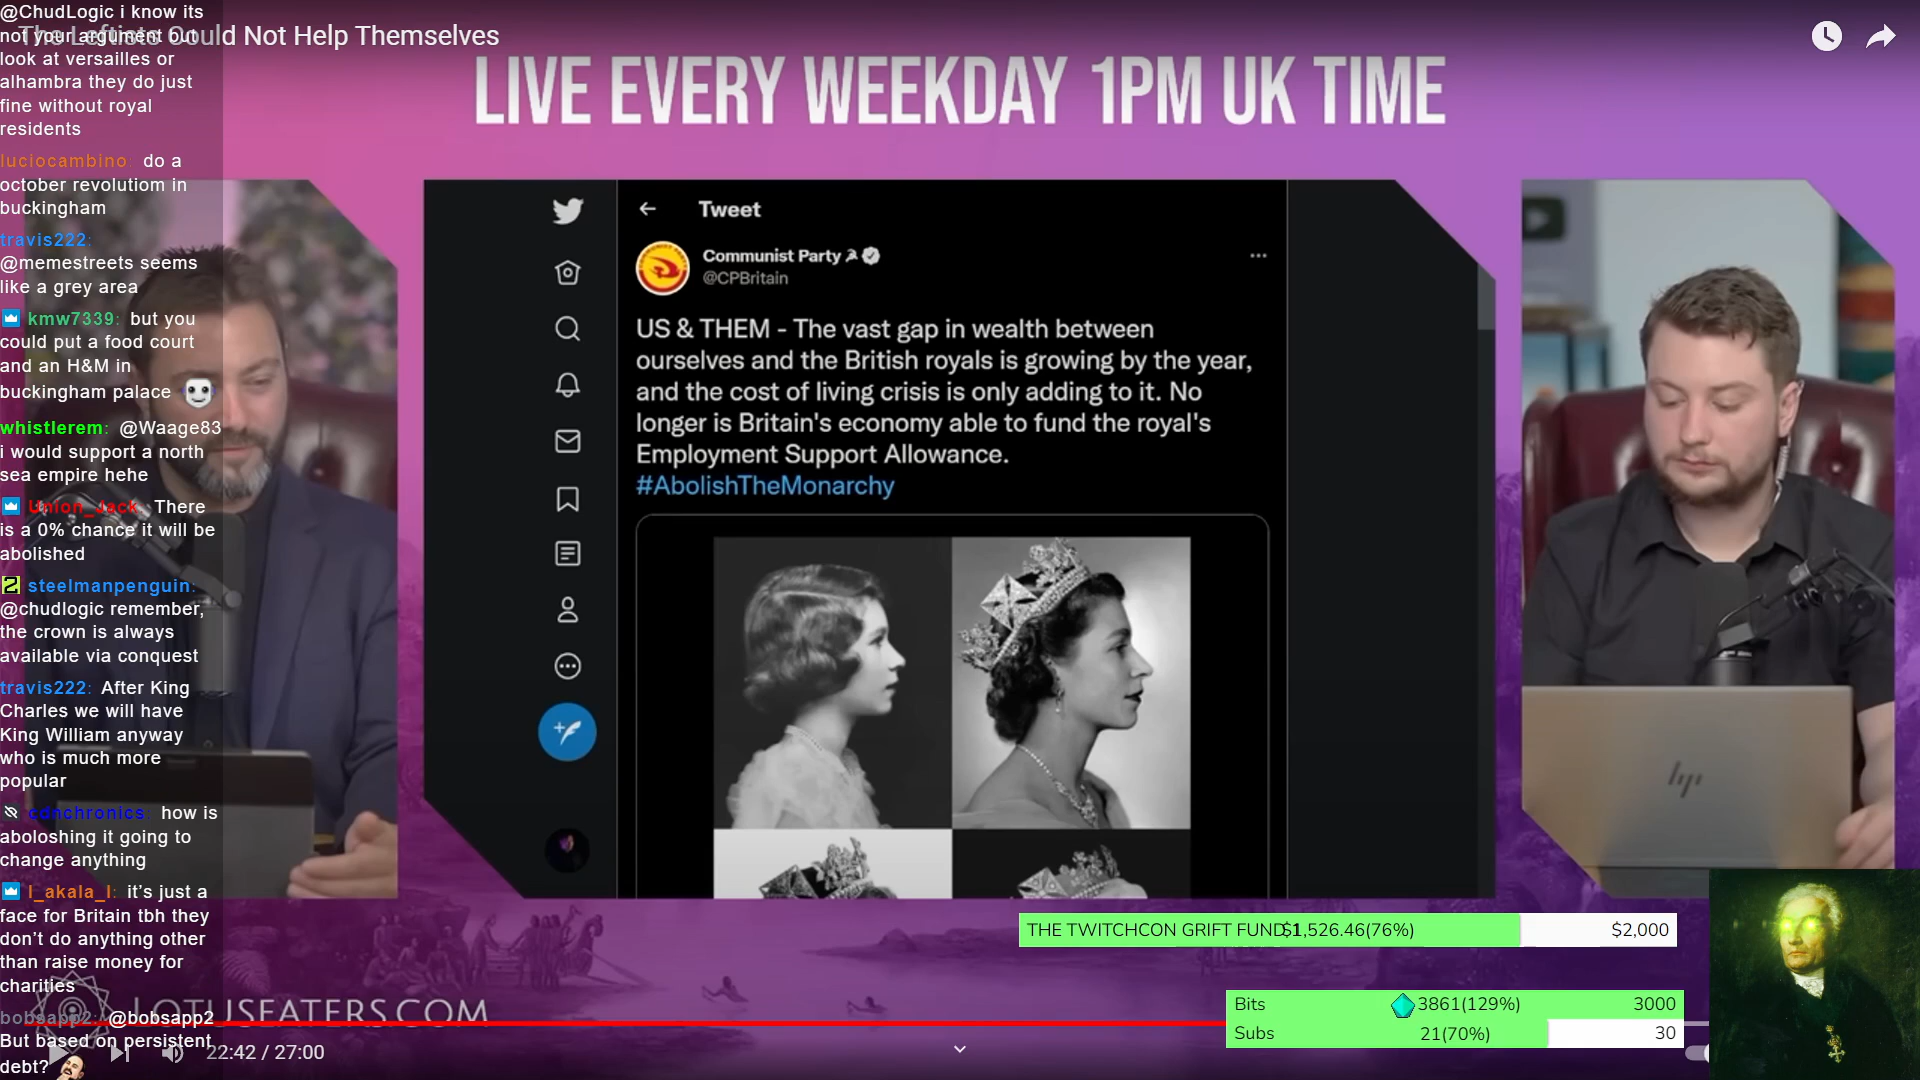 @ChudLogic i know its
not your argument but
look at versailles or
alhambra they do just
fine without royal
residents
luciocambino: do a
october revolutiom in
buckingham
travis222:
@memestreets seems
like a grey area
kmw7339: but you
could put a food court
and an H&M in
buckingham palace
whistlerem: @Waage83
i would support a north
sea empire hehe
Union_Jack: There
is a 0% chance it will be
abolished
steelmanpenguin:
@chudlogic remember,
the crown is always
available via conquest
travis222: After King
Charles we will have
King William anyway
who is much more
popular
cdnchronics: how is
aboloshing it going to
change anything
l_akala_l: it's just a
face for Britain tbh they
don't do anything other
than raise money for
charities
bobsapp2: @bobsapp2
But based on persistent
debt?
The Leftists Could Not Help Themselves
LIVE EVERY WEEKDAY 1PM UK TIME
Tweet
Communist Party
@CPBritain
US & THEM - The vast gap in wealth between
ourselves and the British royals is growing by the year,
and the cost of living crisis is only adding to it. No
longer is Britain's economy able to fund the royal's
Employment Support Allowance.
#AbolishTheMonarchy
hp
THE TWITCHCON GRIFT FUND $1,526.46(76%) $2,000
Bits 3861(129%) 3000
Subs 21(70%) 30
LOTUSEATERS.COM
22:42 / 27:00